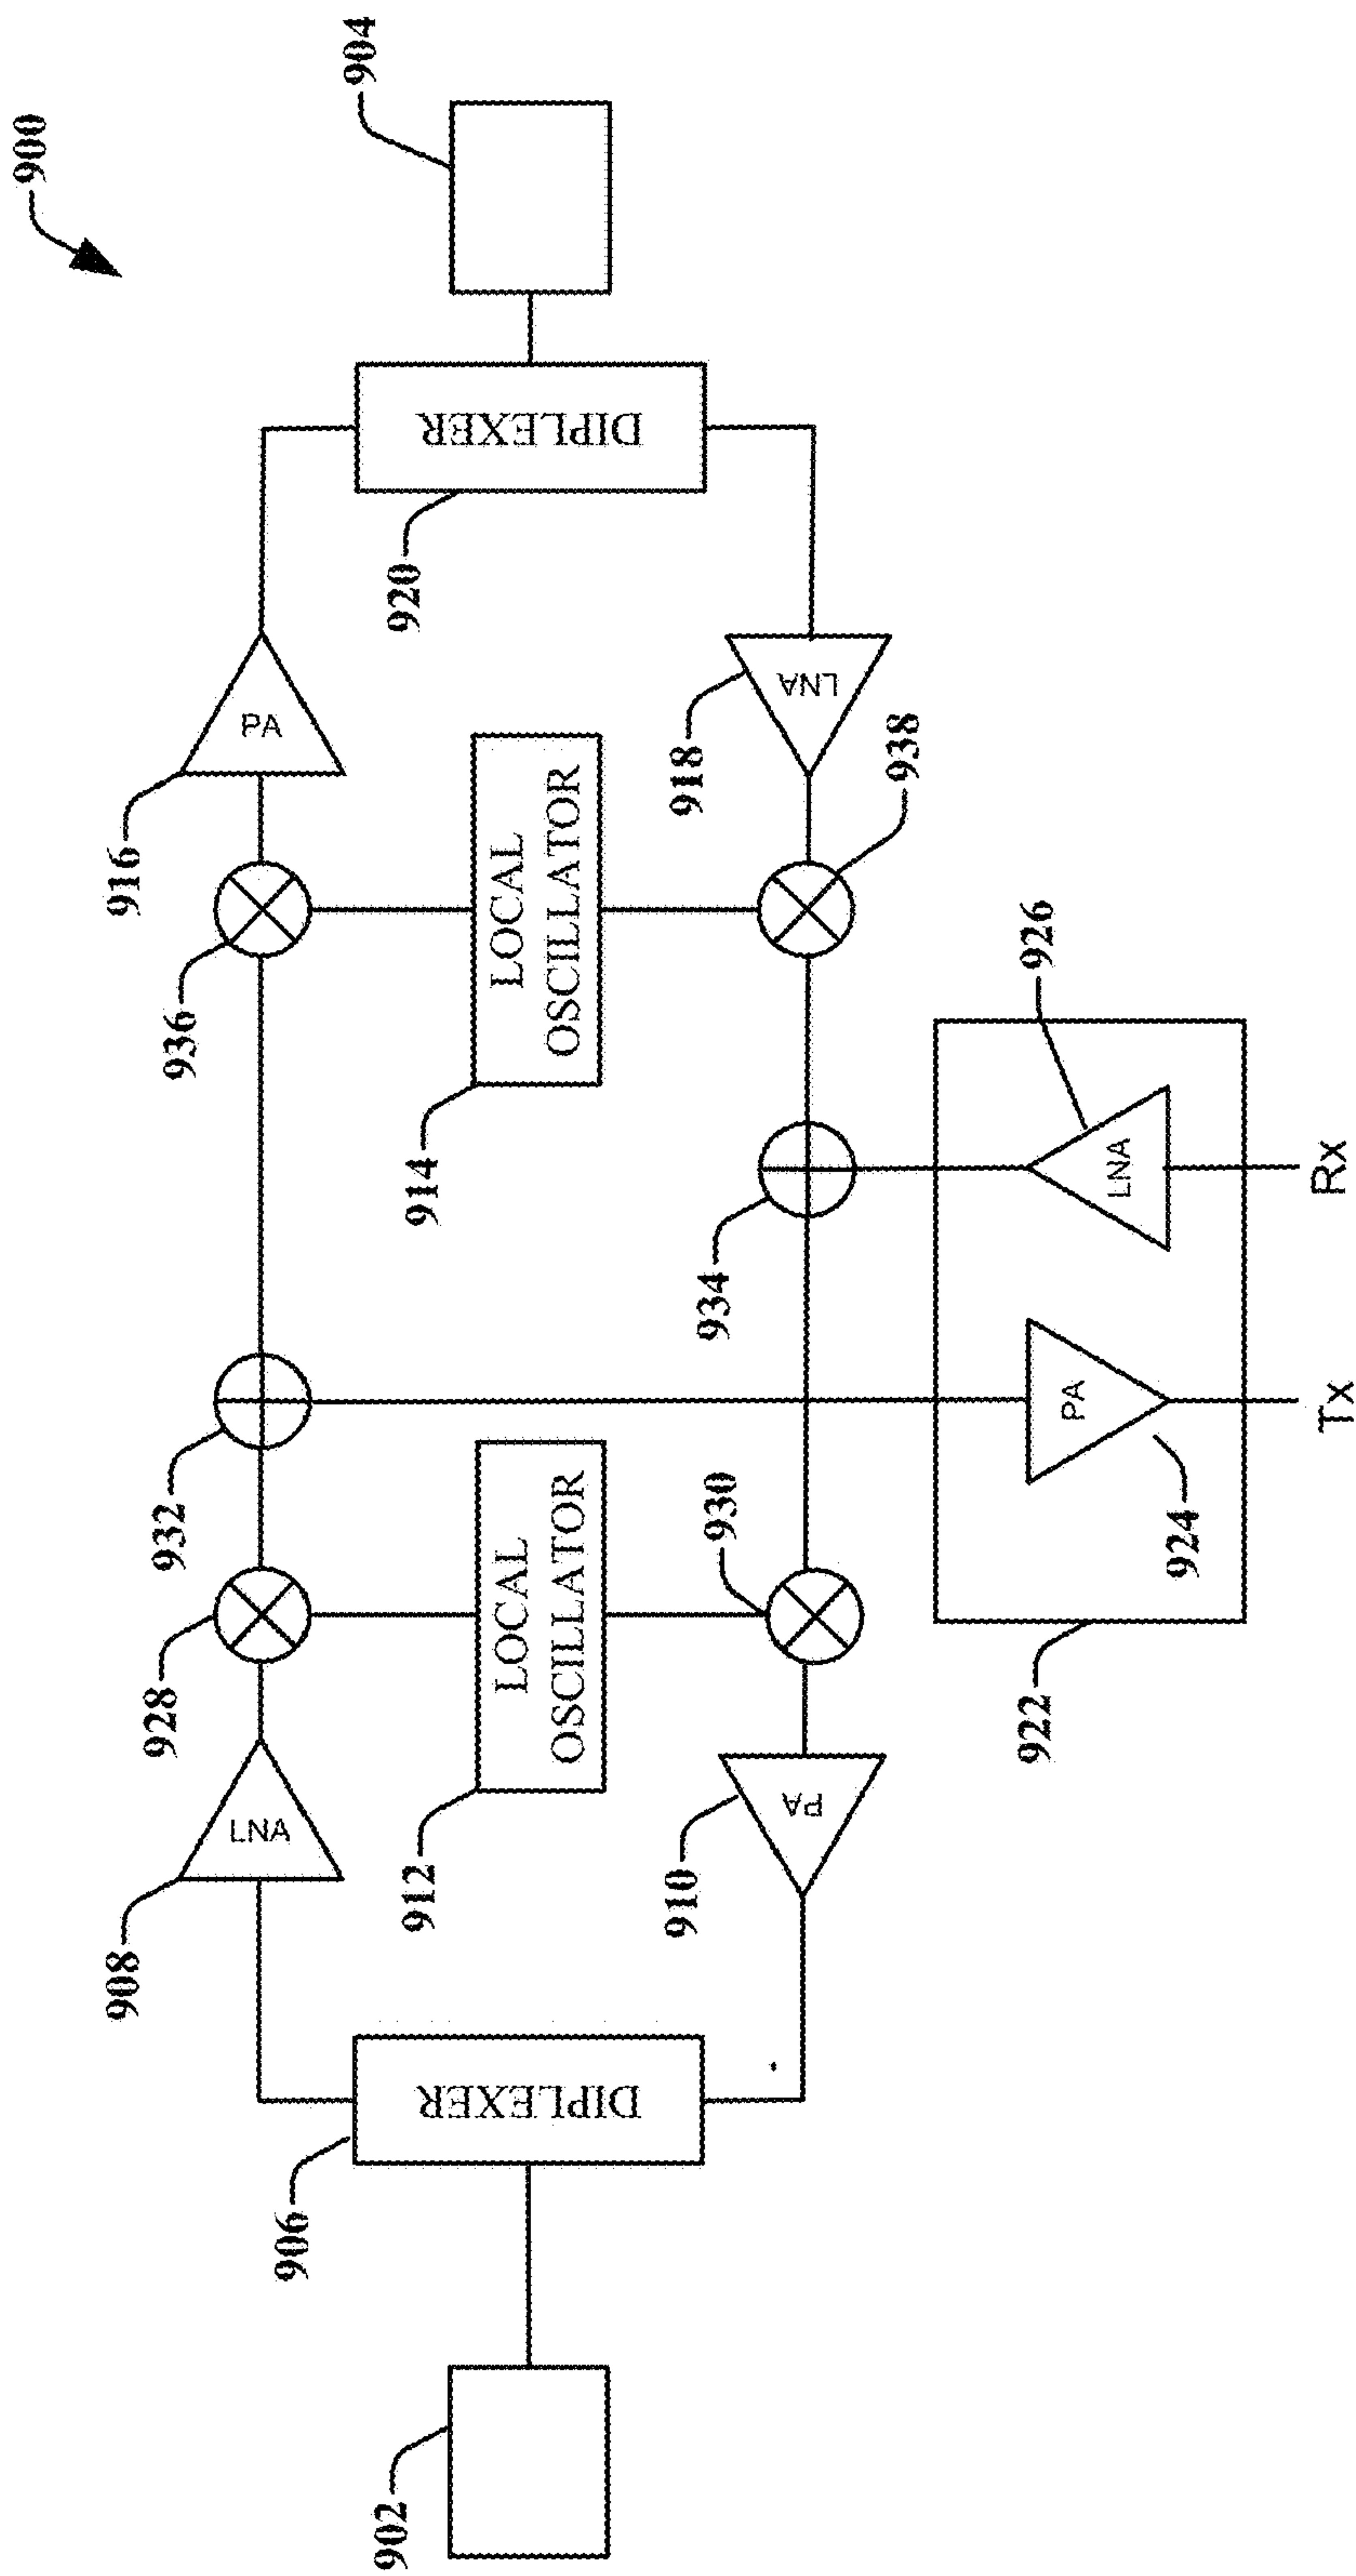 900
904
916
PA
936
932
928
LNA
908
920
DIPLEXER
914
LOCAL
OSCILLATOR
912
LOCAL
OSCILLATOR
906
DIPLEXER
902
918
LNA
938
934
930
910
PA
926
LNA
PA
924
922
Rx
Tx